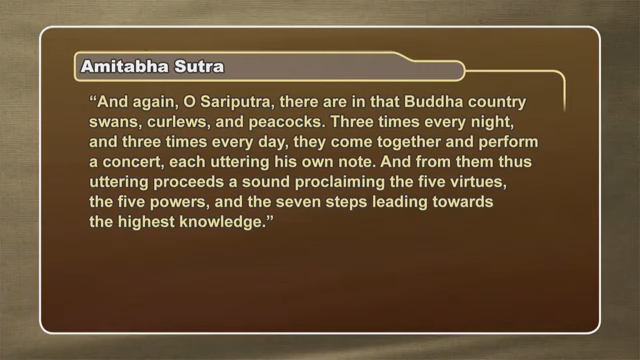 Amitabha Sutra
“And again, O Sariputra, there are in that Buddha country
swans, curlews, and peacocks. Three times every night,
and three times every day, they come together and perform
a concert, each uttering his own note. And from them thus
uttering proceeds a sound proclaiming the five virtues,
the five powers, and the seven steps leading towards
the highest knowledge.”